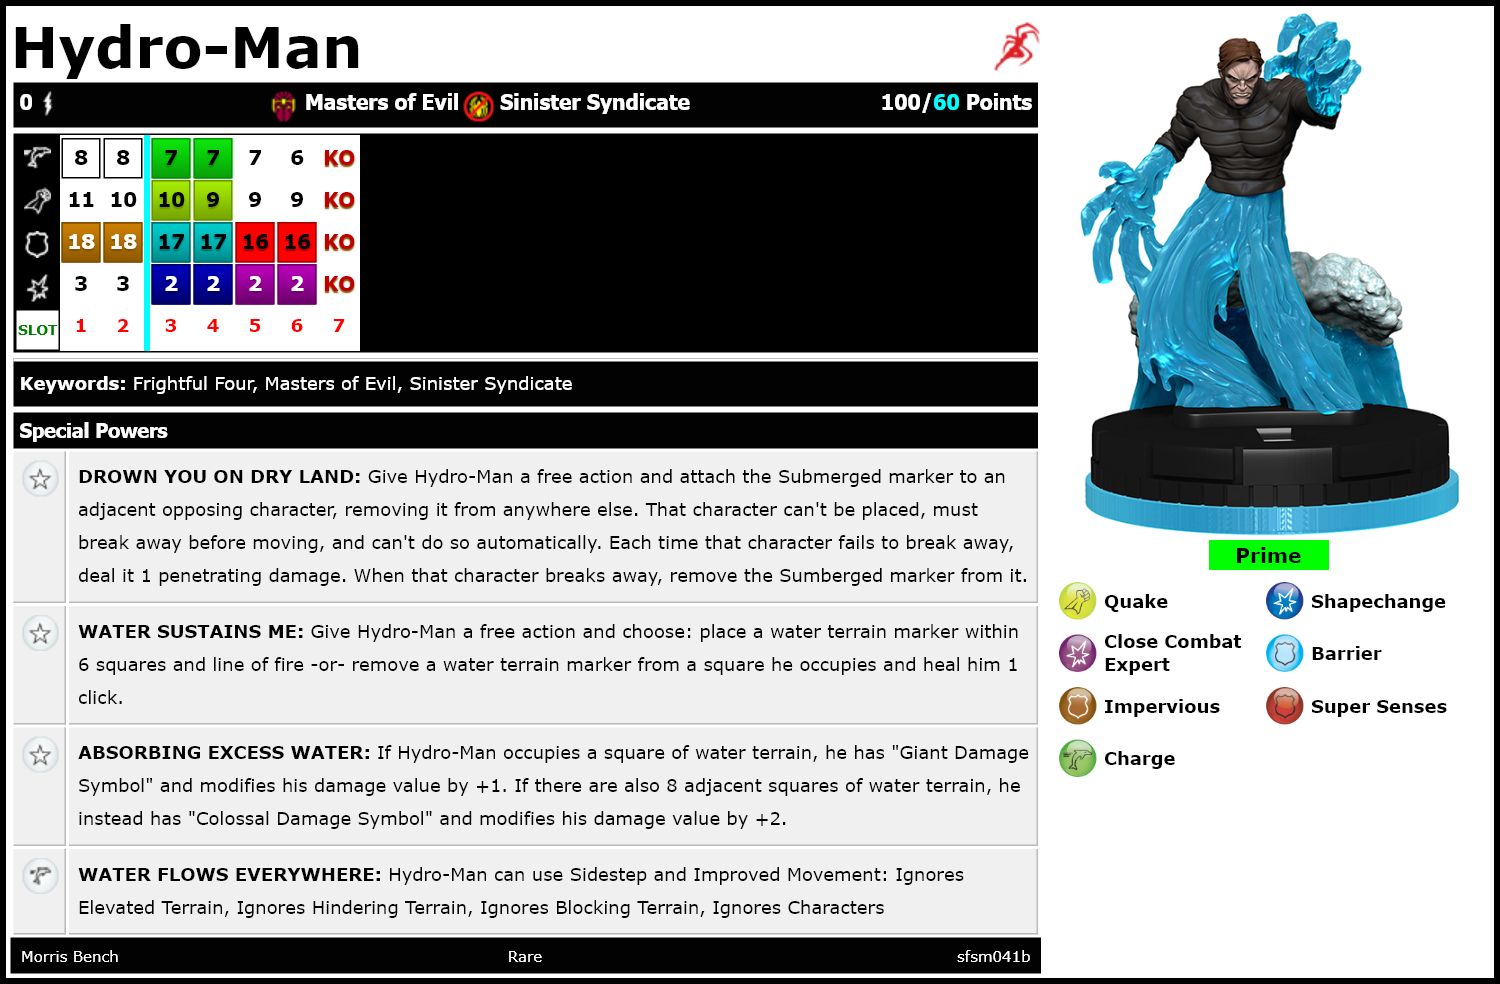 Hydro-Man
0 Masters of Evil Sinister Syndicate 100/60 Points
8 8 7 7 7 6 KO
11 10 10 9 9 9 KO
18 18 17 17 16 16 KO
3 3 2 2 2 2 KO
SLOT 1 2 3 4 5 6 7
Keywords: Frightful Four, Masters of Evil, Sinister Syndicate
Special Powers
DROWN YOU ON DRY LAND: Give Hydro-Man a free action and attach the Submerged marker to an
adjacent opposing character, removing it from anywhere else. That character can't be placed, must
break away before moving, and can't do so automatically. Each time that character fails to break away,
deal it 1 penetrating damage. When that character breaks away, remove the Sumberged marker from it.
WATER SUSTAINS ME: Give Hydro-Man a free action and choose: place a water terrain marker within
6 squares and line of fire -or- remove a water terrain marker from a square he occupies and heal him 1
click.
ABSORBING EXCESS WATER: If Hydro-Man occupies a square of water terrain, he has "Giant Damage
Symbol" and modifies his damage value by +1. If there are also 8 adjacent squares of water terrain, he
instead has "Colossal Damage Symbol" and modifies his damage value by +2.
WATER FLOWS EVERYWHERE: Hydro-Man can use Sidestep and Improved Movement: Ignores
Elevated Terrain, Ignores Hindering Terrain, Ignores Blocking Terrain, Ignores Characters
Morris Bench Rare sfsm041b
Prime
Quake Shapechange
Close Combat
Expert
Barrier
Impervious Super Senses
Charge